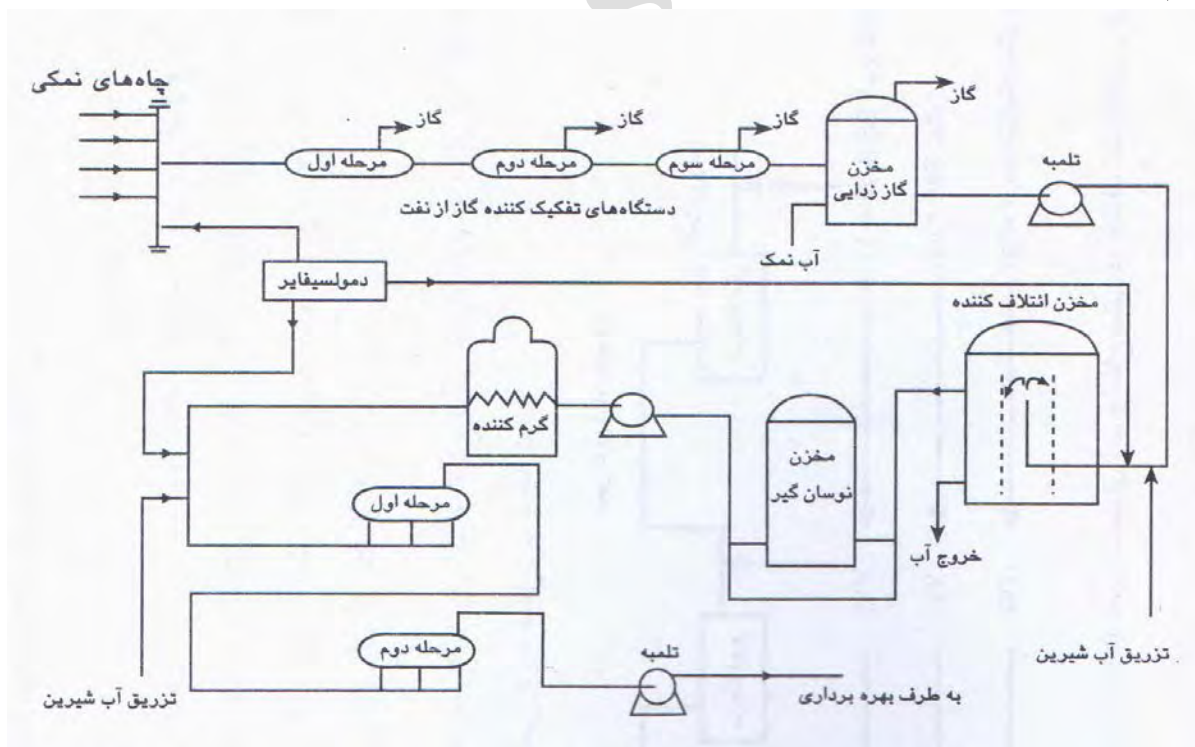 چاه‌های نمکی
گاز
گاز
گاز
گاز
مرحله اول
مرحله دوم
مرحله سوم
مخزن
گاز زدایی
تلمبه
دستگاه‌های تفکیک کننده گاز از نفت
آب نمک
دمولسیفایر
مخزن ائتلاف کننده
گرم کننده
مخزن
نوسان گیر
مرحله اول
خروج آب
مرحله دوم
تلمبه
تزریق آب شیرین
به طرف بهره برداری
تزریق آب شیرین